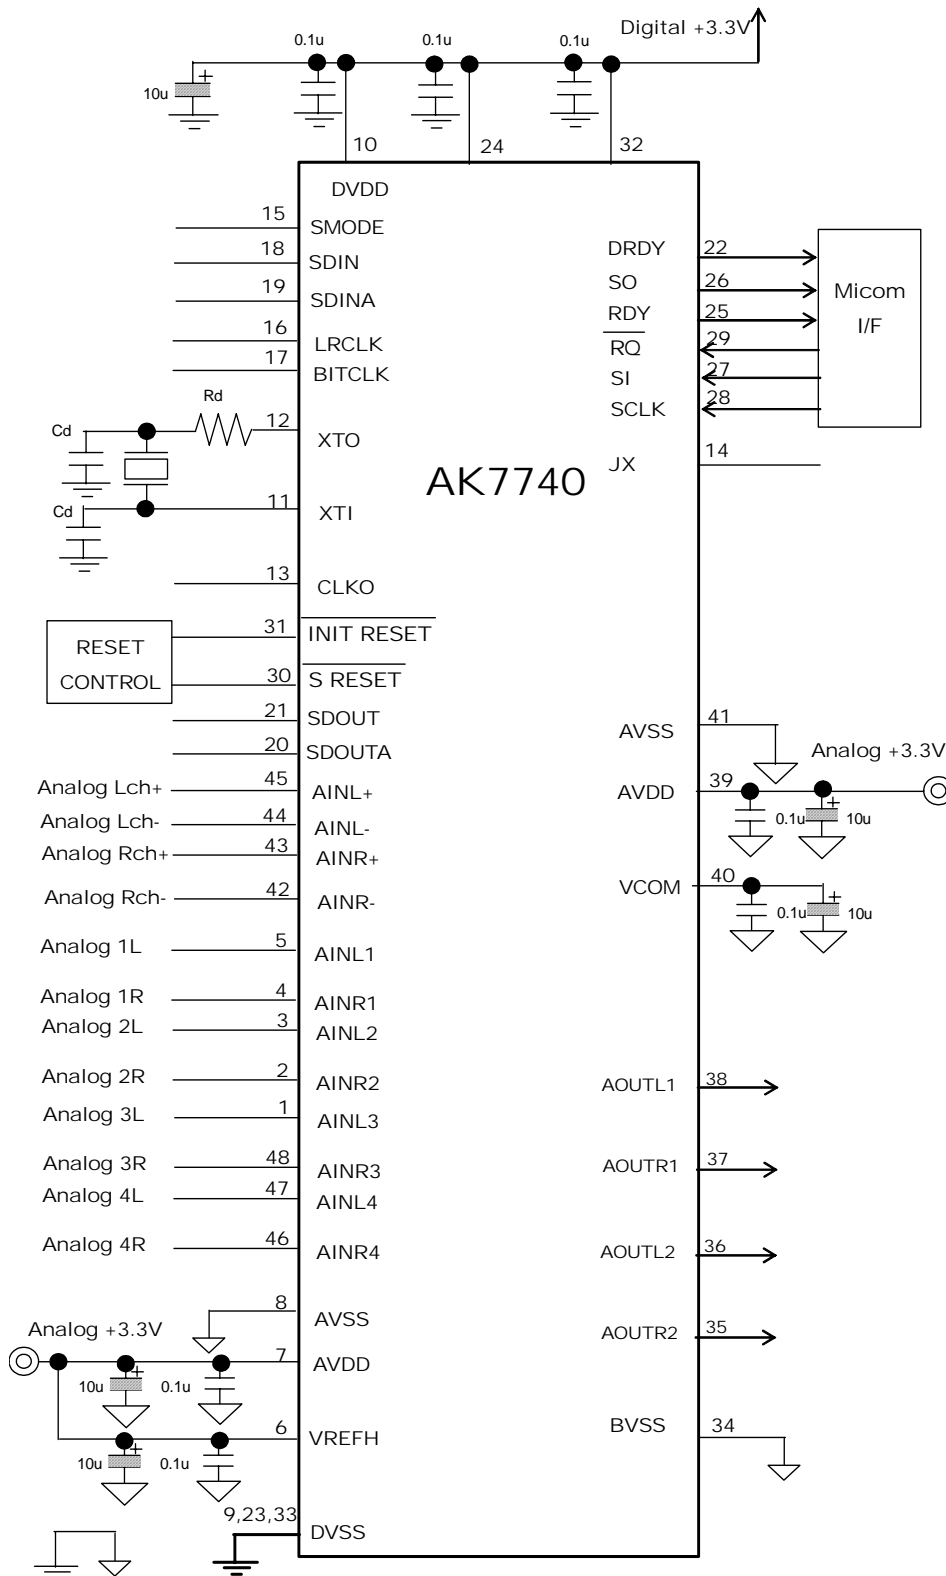 Digital +3.3V
0.1u
0.1u
0.1u
+
10u
10
24
32
DVDD
15
SMODE
18
SDIN
19
SDINA
16
LRCLK
17
BITCLK
Rd
12
XTO
Cd
Cd
11
XTI
13
CLKO
RESET
CONTROL
31
INIT RESET
30
S RESET
21
SDOUT
20
SDOUTA
Analog Lch+
45
AINL+
Analog Lch-
44
AINL-
Analog Rch+
43
AINR+
Analog Rch-
42
AINR-
Analog 1L
5
AINL1
Analog 1R
4
AINR1
Analog 2L
3
AINL2
Analog 2R
2
AINR2
Analog 3L
1
AINL3
Analog 3R
48
AINR3
Analog 4L
47
AINL4
Analog 4R
46
AINR4
8
AVSS
Analog +3.3V
7
AVDD
+
10u
0.1u
6
VREFH
+
10u
0.1u
9,23,33
DVSS
AK7740
DRDY
22
SO
26
RDY
25
RQ
29
SI
27
SCLK
28
Micom
I/F
JX
14
AVSS
41
Analog +3.3V
AVDD
39
0.1u
+
10u
VCOM
40
0.1u
+
10u
AOUTL1
38
AOUTR1
37
AOUTL2
36
AOUTR2
35
BVSS
34